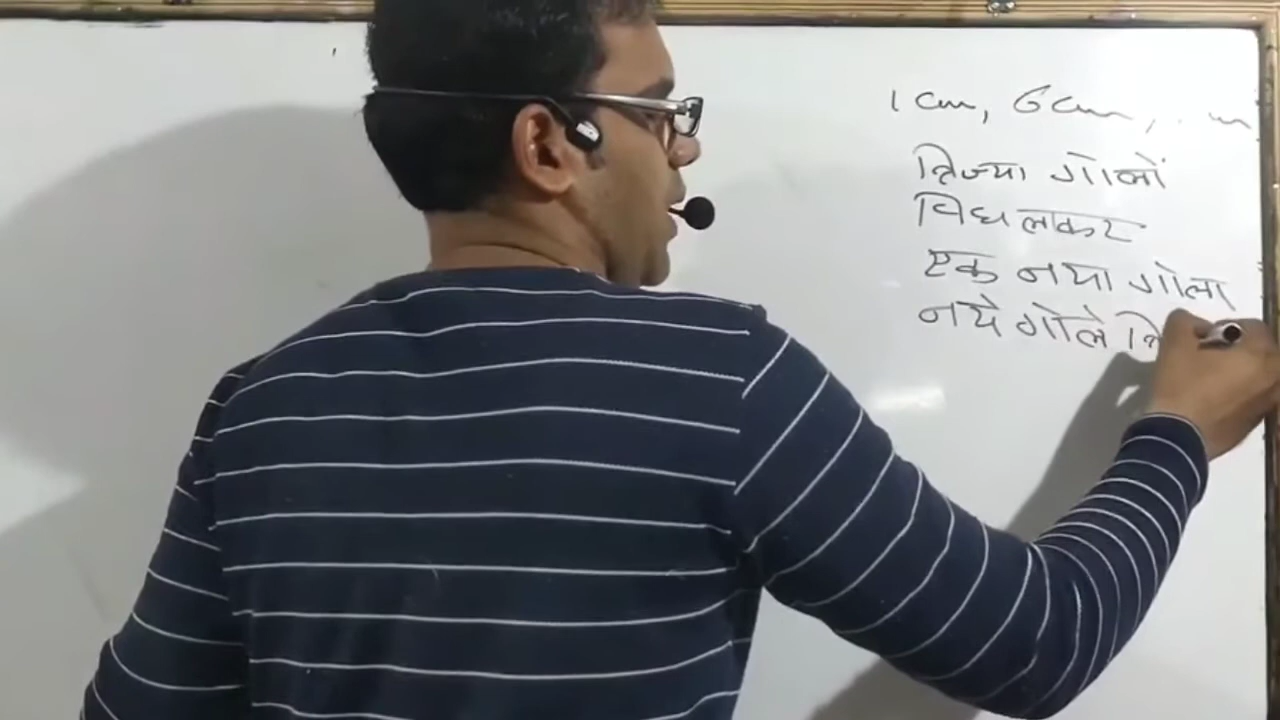 1 cm, 6 cm,
त्रिज्या गोलों
पिघलाकर
एक नया गोला
नये गोले त्रि